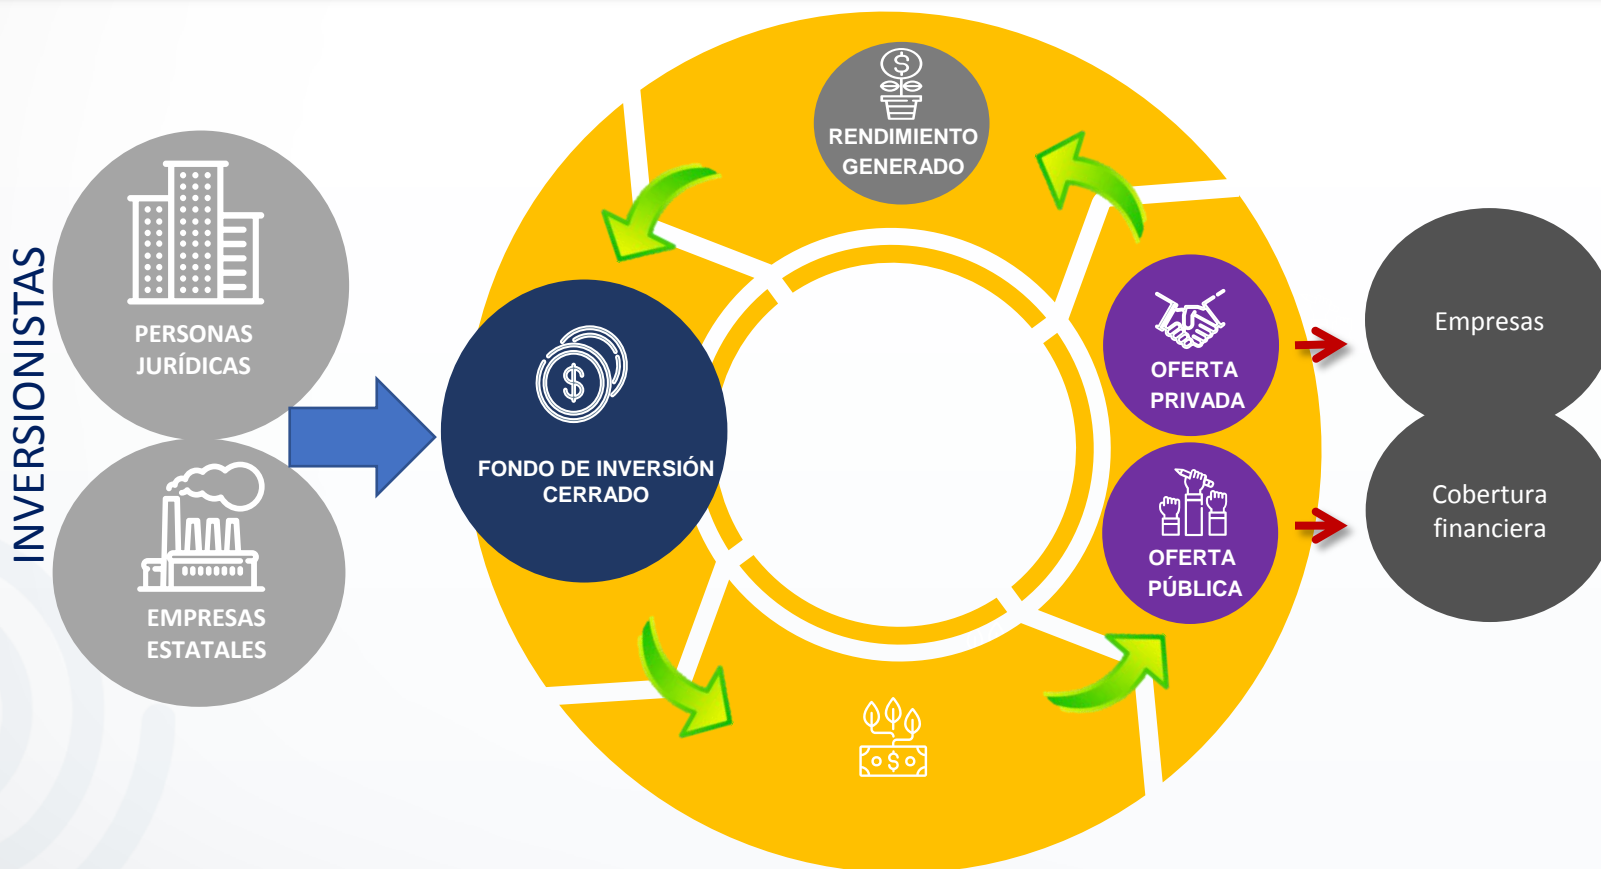 INVERSIONISTAS
PERSONAS
JURÍDICAS
EMPRESAS
ESTATALES
FONDO DE INVERSIÓN
CERRADO
RENDIMIENTO
GENERADO
OFERTA
PRIVADA
OFERTA
PÚBLICA
Empresas
Cobertura
financiera